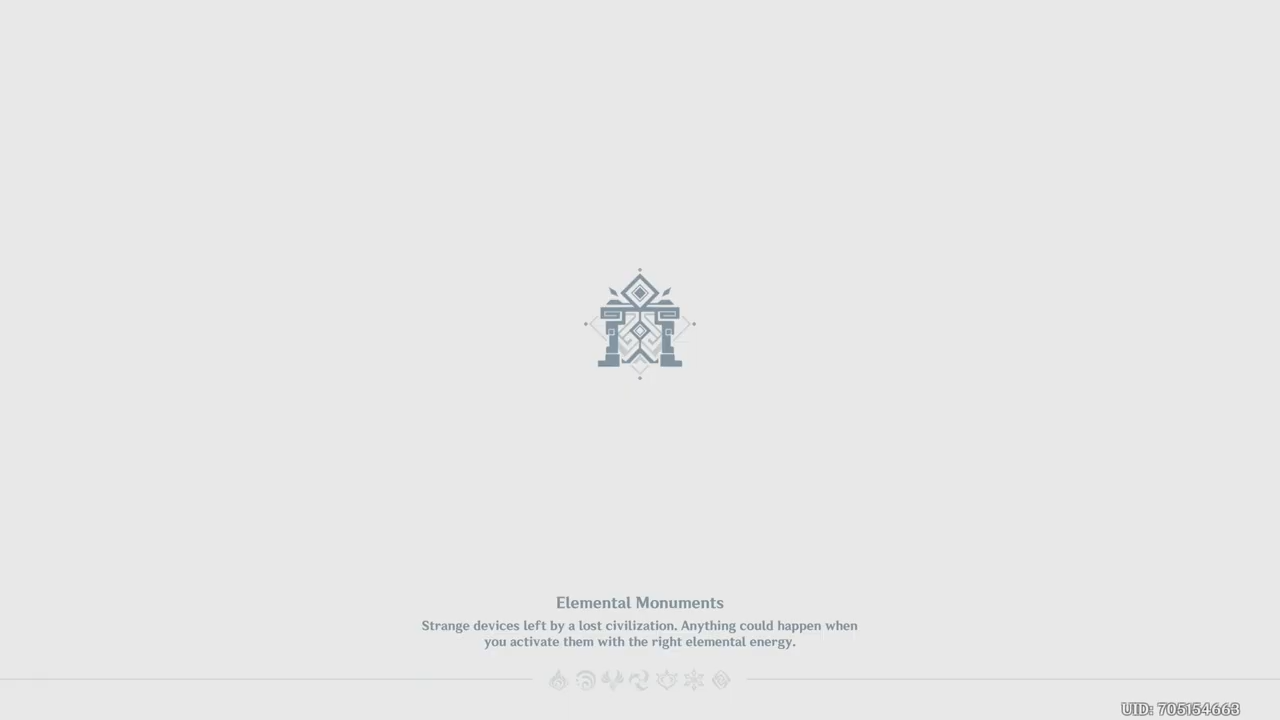 Elemental Monuments
Strange devices left by a lost civilization. Anything could happen when
you activate them with the right elemental energy.
UID: 705154663